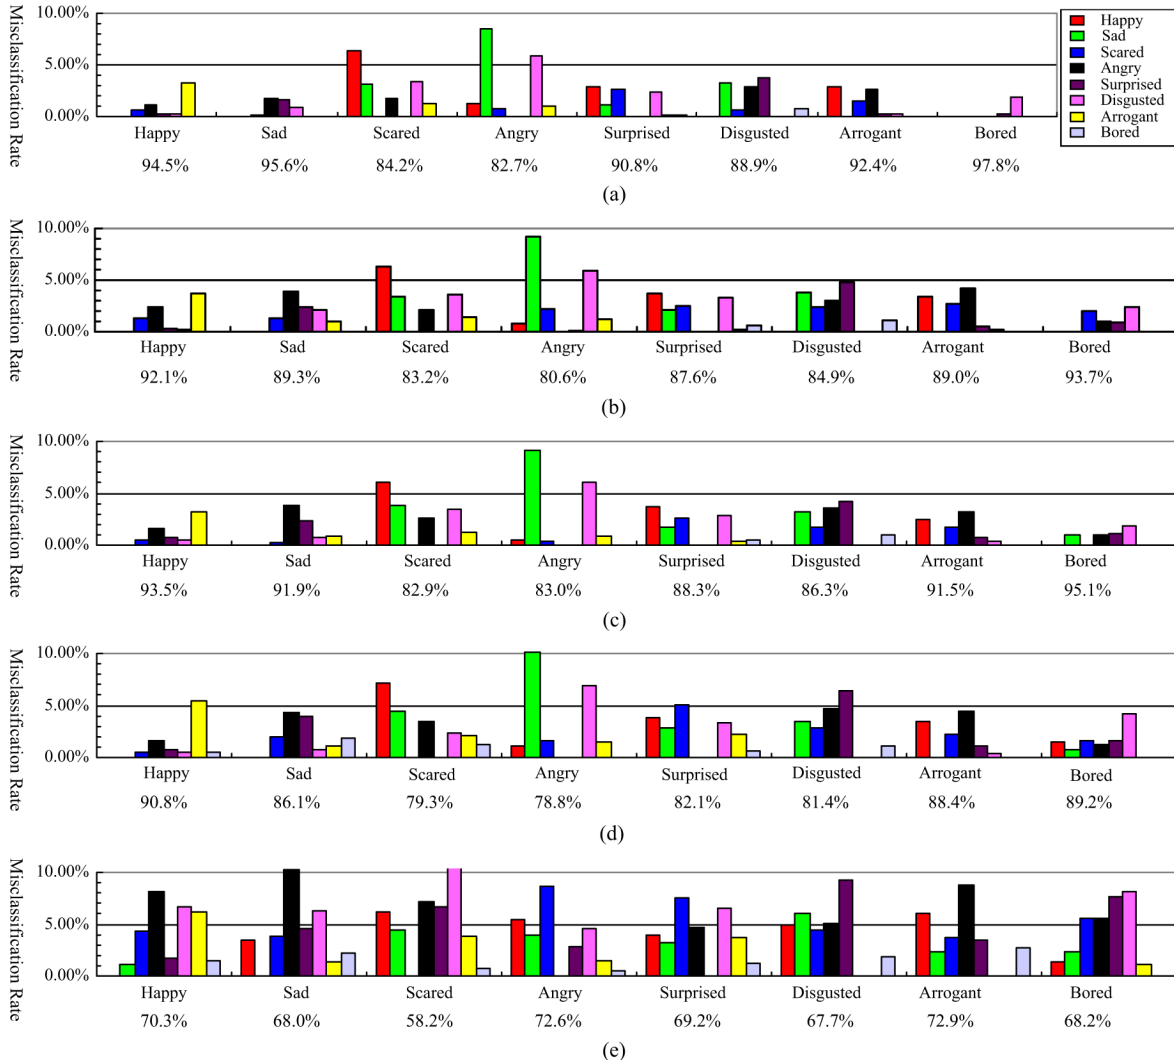 Misclassification Rate
10.00%
5.00%
0.00%
Happy Sad Scared Angry Surprised Disgusted Arrogant Bored
94.5% 95.6% 84.2% 82.7% 90.8% 88.9% 92.4% 97.8%
(a)
Happy
Sad
Scared
Angry
Surprised
Disgusted
Arrogant
Bored
Misclassification Rate
10.00%
5.00%
0.00%
Happy Sad Scared Angry Surprised Disgusted Arrogant Bored
92.1% 89.3% 83.2% 80.6% 87.6% 84.9% 89.0% 93.7%
(b)
Misclassification Rate
10.00%
5.00%
0.00%
Happy Sad Scared Angry Surprised Disgusted Arrogant Bored
93.5% 91.9% 82.9% 83.0% 88.3% 86.3% 91.5% 95.1%
(c)
Misclassification Rate
10.00%
5.00%
0.00%
Happy Sad Scared Angry Surprised Disgusted Arrogant Bored
90.8% 86.1% 79.3% 78.8% 82.1% 81.4% 88.4% 89.2%
(d)
Misclassification Rate
10.00%
5.00%
0.00%
Happy Sad Scared Angry Surprised Disgusted Arrogant Bored
70.3% 68.0% 58.2% 72.6% 69.2% 67.7% 72.9% 68.2%
(e)